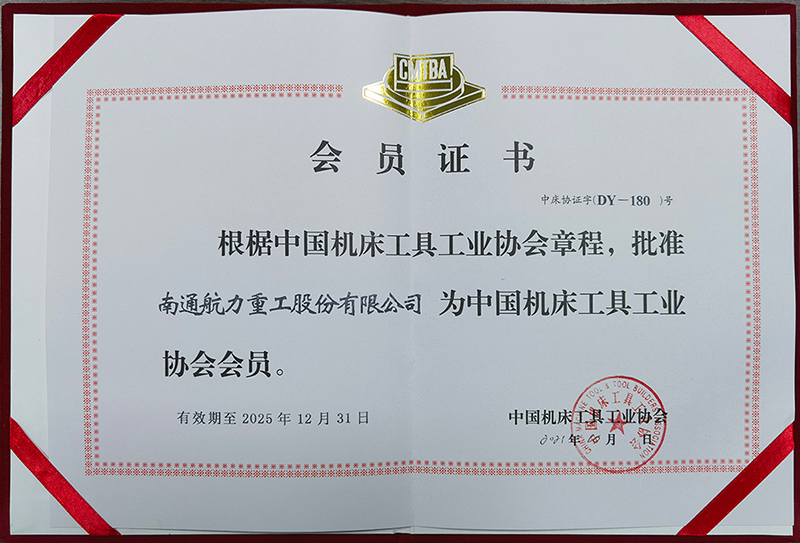 CMTBA
会员证书
中床协证字(DY－180 )号
根椐中国机床工具工业协会章程，批准
南通航力重工股份有限公司 为中国机床工具工业
协会会员。
有效期至 2025 年 12 月 31 日
中国机床工具工业协会
2021 年 月 日